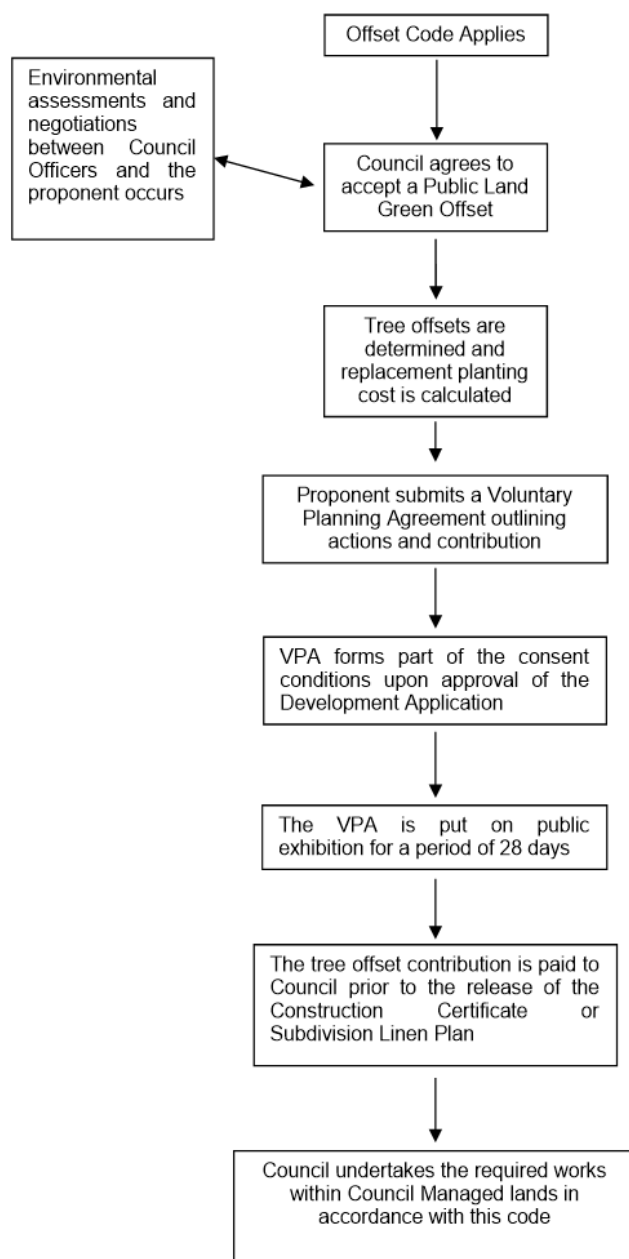 Offset Code Applies
Environmental
assessments and
negotiations
between Council
Officers and the
proponent occurs
Council agrees to
accept a Public Land
Green Offset
Tree offsets are
determined and
replacement planting
cost is calculated
Proponent submits a Voluntary
Planning Agreement outlining
actions and contribution
VPA forms part of the consent
conditions upon approval of the
Development Application
The VPA is put on public
exhibition for a period of 28 days
The tree offset contribution is paid to
Council prior to the release of the
Construction Certificate or
Subdivision Linen Plan
Council undertakes the required works
within Council Managed lands in
accordance with this code